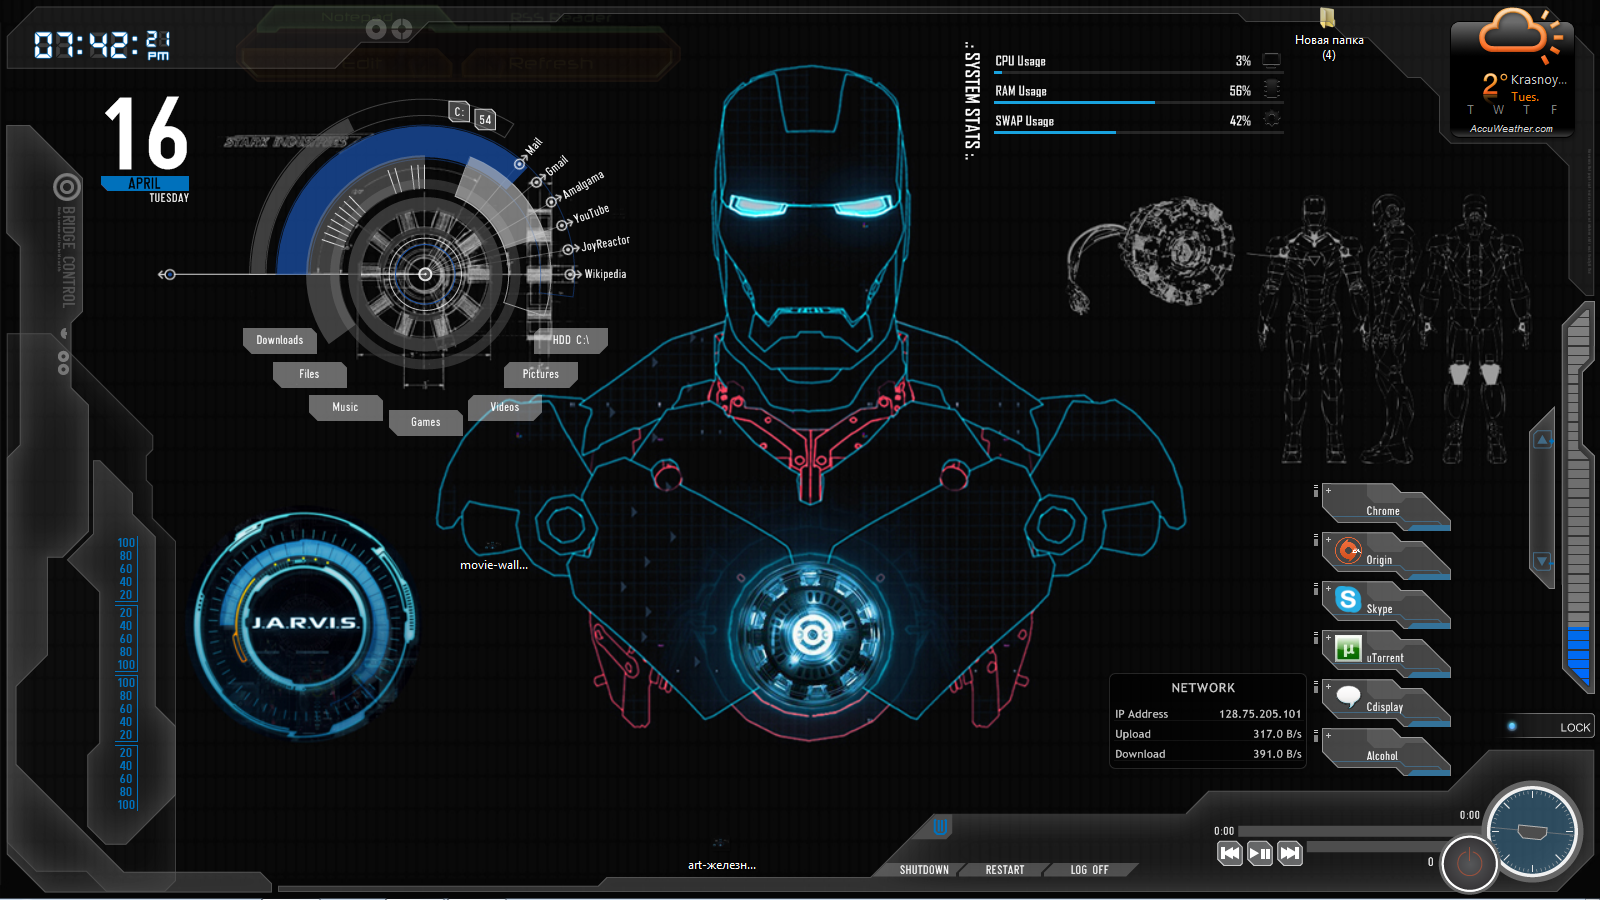 Notepad
RSS Reader
Edit
Refresh
07:42:21
PM
16
APRIL
TUESDAY
STARK INDUSTRIES
C:
54
Mail
Gmail
Amalgama
YouTube
JoyReactor
Wikipedia
BRIDGE CONTROL
Downloads
HDD C:\
Files
Pictures
Music
Videos
Games
.: SYSTEM STATS :.
CPU Usage
3%
RAM Usage
56%
SWAP Usage
42%
Новая папка
(4)
2°
Krasnoy...
Tues.
T W T F
AccuWeather.com
100
80
60
40
20
20
40
60
80
100
100
80
60
40
20
20
40
60
80
100
J.A.R.V.I.S.
movie-wall...
art-железн...
Chrome
Origin
Skype
µ
uTorrent
Cdisplay
Alcohol
NETWORK
IP Address 128.75.205.101
Upload 317.0 B/s
Download 391.0 B/s
LOCK
0:00
0:00
0
SHUTDOWN
RESTART
LOG OFF